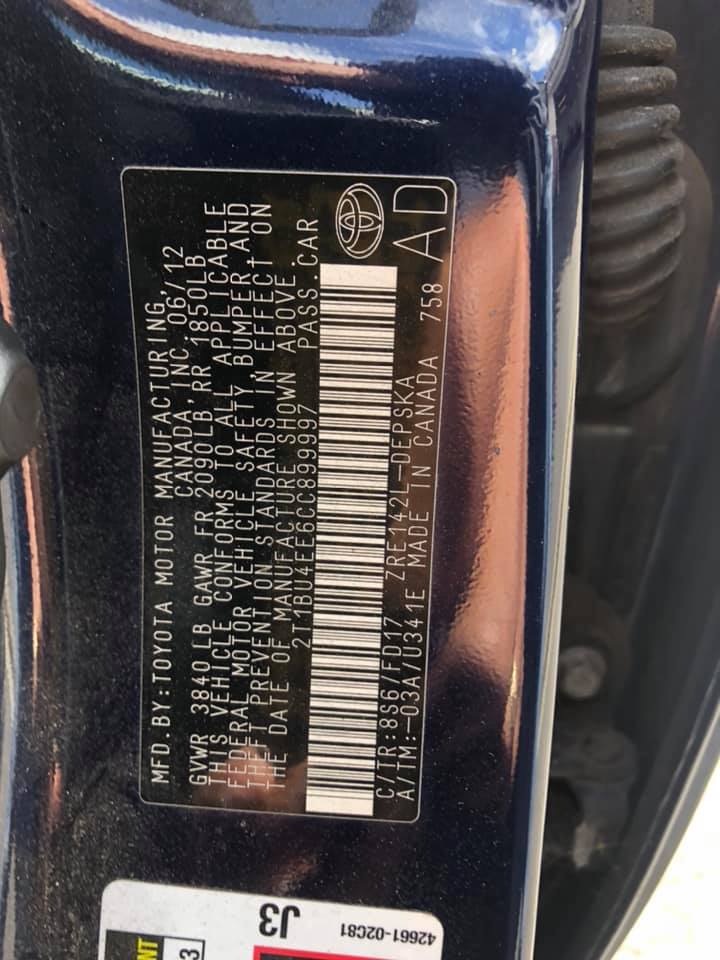 MFD.BY:TOYOTA MOTOR MANUFACTURING,
CANADA, INC. 06/12
GVWR 3840 LB GAWR FR 2090LB,RR 1850LB
THIS VEHICLE CONFORMS TO ALL APPLICABLE
FEDERAL MOTOR VEHICLE SAFETY, BUMPER, AND
THEFT PREVENTION STANDARDS IN EFFECT ON
THE DATE OF MANUFACTURE SHOWN ABOVE.
2T1BU4EE6CC899997 PASS.CAR
C/TR:8S6/FD17 ZRE142L-DEPSKA
A/TM:-03A/U341E MADE IN CANADA 758 AD
J3
42661-02C81
3